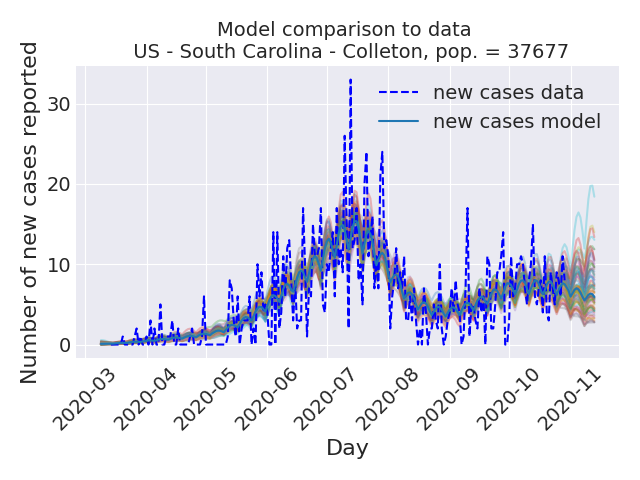 Model comparison to data
US - South Carolina - Colleton, pop. = 37677
Number of new cases reported
30
20
10
0
new cases data
new cases model
2020-03
2020-04
2020-05
2020-06
2020-07
2020-08
2020-09
2020-10
2020-11
Day